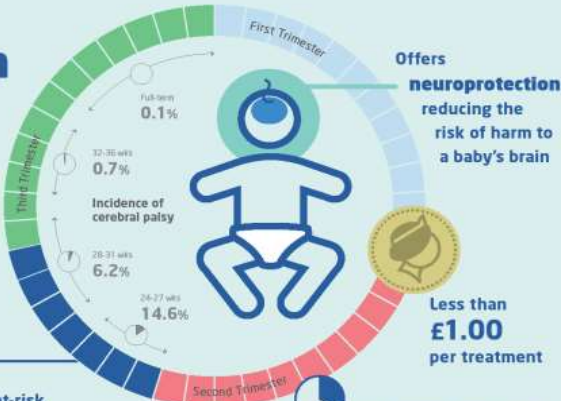 n
First Trimester
Offers
neuroprotection
reducing the
risk of harm to
a baby's brain
Third Trimester
Full-term
0.1%
32-36 wks
0.7%
Incidence of
cerebral palsy
28-31 wks
6.2%
24-27 wks
14.6%
Less than
£1.00
per treatment
Second Trimester
t-risk